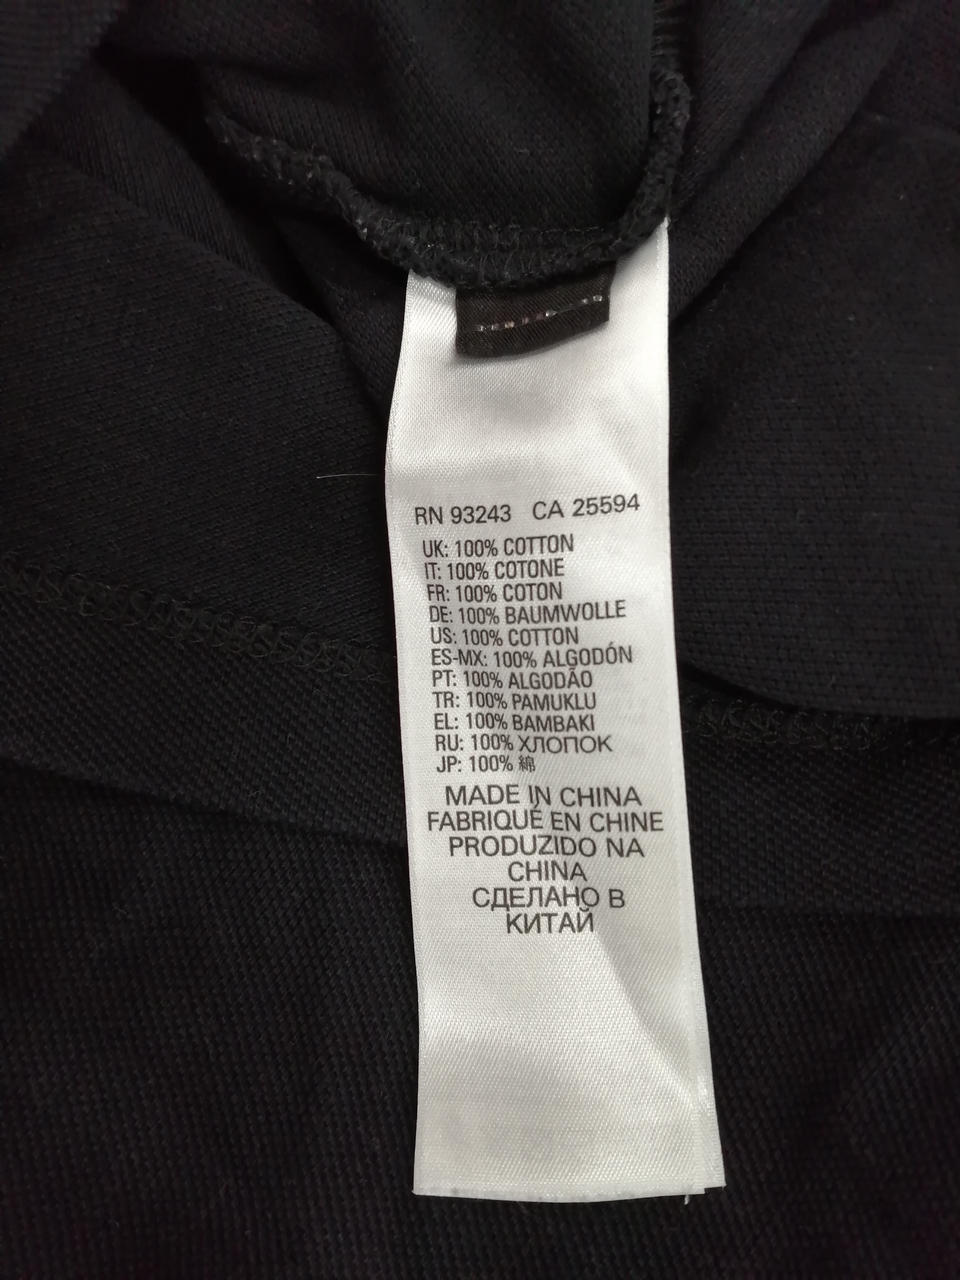 RN 93243 CA 25594
UK: 100% COTTON
IT: 100% COTONE
FR: 100% COTON
DE: 100% BAUMWOLLE
US: 100% COTTON
ES-MX: 100% ALGODÓN
PT: 100% ALGODÃO
TR: 100% PAMUKLU
EL: 100% BAMBAKI
RU: 100% ХЛОПОК
JP: 100% 綿
MADE IN CHINA
FABRIQUÉ EN CHINE
PRODUZIDO NA
CHINA
СДЕЛАНО В
КИТАЙ